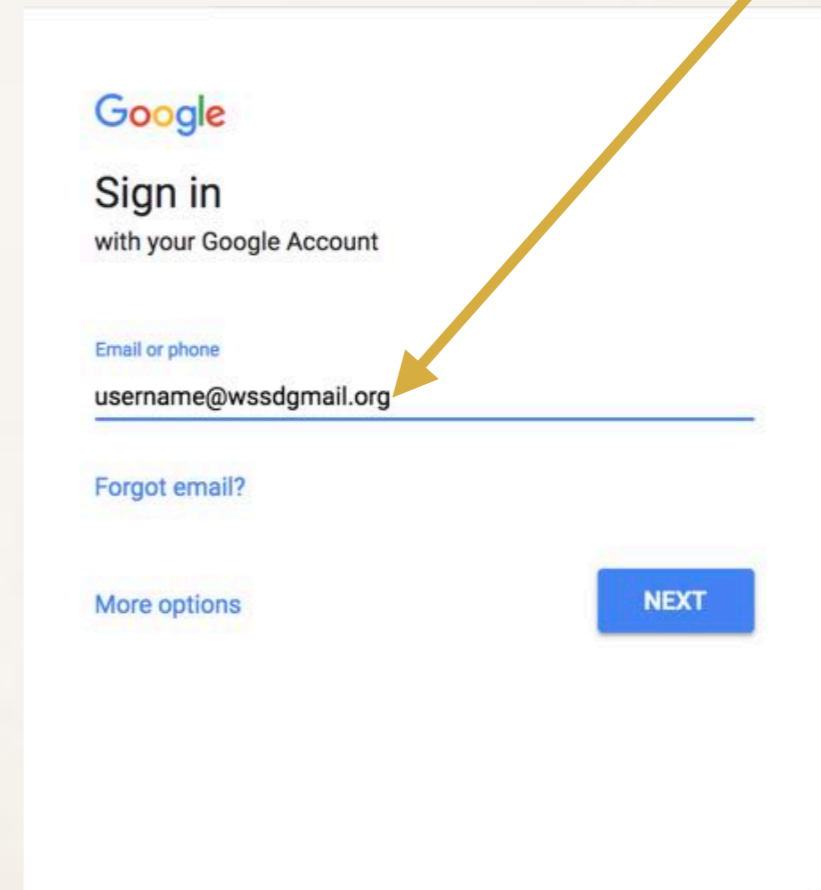 Google
Sign in
with your Google Account
Email or phone
username@wssdgmail.org
Forgot email?
More options
NEXT